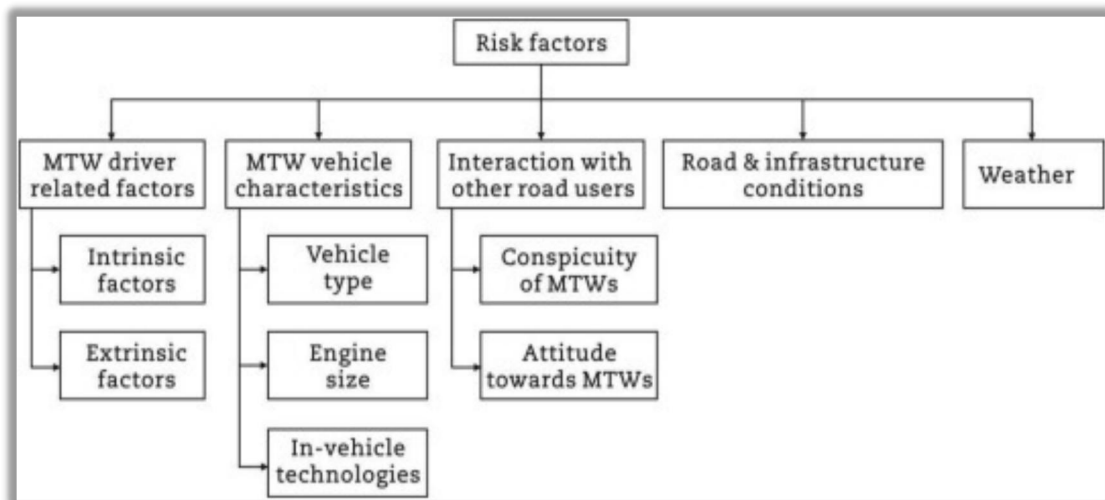 Risk factors
MTW driver
related factors
MTW vehicle
characteristics
Interaction with
other road users
Road & infrastructure
conditions
Weather
Intrinsic
factors
Extrinsic
factors
Vehicle
type
Engine
size
In-vehicle
technologies
Conspicuity
of MTWs
Attitude
towards MTWs